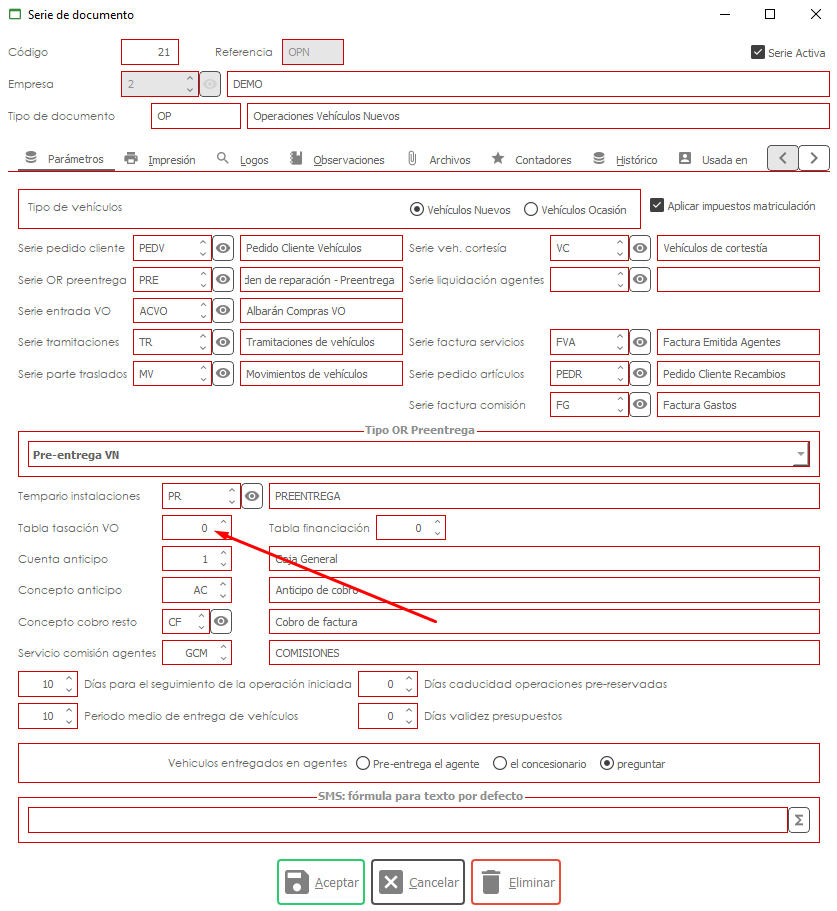 Serie de documento
Código 21 Referencia OPN Serie Activa
Empresa 2 DEMO
Tipo de documento OP Operaciones Vehículos Nuevos
Parámetros Impresión Logos Observaciones Archivos Contadores Histórico Usada en
Tipo de vehículos Vehículos Nuevos Vehículos Ocasión Aplicar impuestos matriculación
Serie pedido cliente PEDV Pedido Cliente Vehículos Serie veh. cortesía VC Vehículos de cortestía
Serie OR preentrega PRE den de reparación - Preentrega Serie liquidación agentes
Serie entrada VO ACVO Albarán Compras VO
Serie tramitaciones TR Tramitaciones de vehículos Serie factura servicios FVA Factura Emitida Agentes
Serie parte traslados MV Movimientos de vehículos Serie pedido artículos PEDR Pedido Cliente Recambios
Serie factura comisión FG Factura Gastos
Tipo OR Preentrega
Pre-entrega VN
Tempario instalaciones PR PREENTREGA
Tabla tasación VO 0 Tabla financiación 0
Cuenta anticipo 1 Caja General
Concepto anticipo AC Anticipo de cobro
Concepto cobro resto CF Cobro de factura
Servicio comisión agentes GCM COMISIONES
10 Días para el seguimiento de la operación iniciada 0 Días caducidad operaciones pre-reservadas
10 Periodo medio de entrega de vehículos 0 Días validez presupuestos
Vehiculos entregados en agentes Pre-entrega el agente el concesionario preguntar
SMS: fórmula para texto por defecto
Σ
Aceptar Cancelar Eliminar